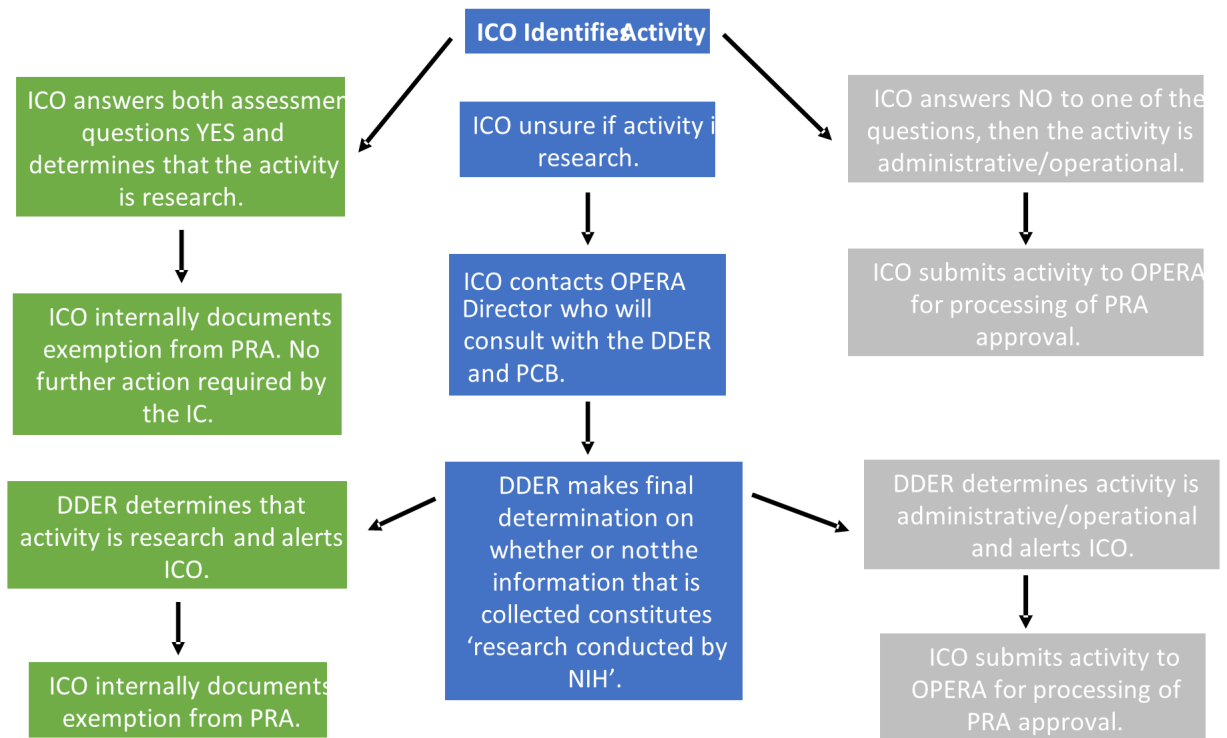 ICO Identifies Activity
ICO answers both assessment
questions YES and
determines that the activity
is research.
ICO unsure if activity is
research.
ICO answers NO to one of the
questions, then the activity is
administrative/operational.
ICO internally documents
exemption from PRA. No
further action required by
the IC.
ICO contacts OPERA
Director who will
consult with the DDER
and PCB.
ICO submits activity to OPERA
for processing of PRA
approval.
DDER determines that
activity is research and alerts
ICO.
DDER makes final
determination on
whether or not the
information that is
collected constitutes
‘research conducted by
NIH’.
DDER determines activity is
administrative/operational
and alerts ICO.
ICO internally documents
exemption from PRA.
ICO submits activity to
OPERA for processing of
PRA approval.